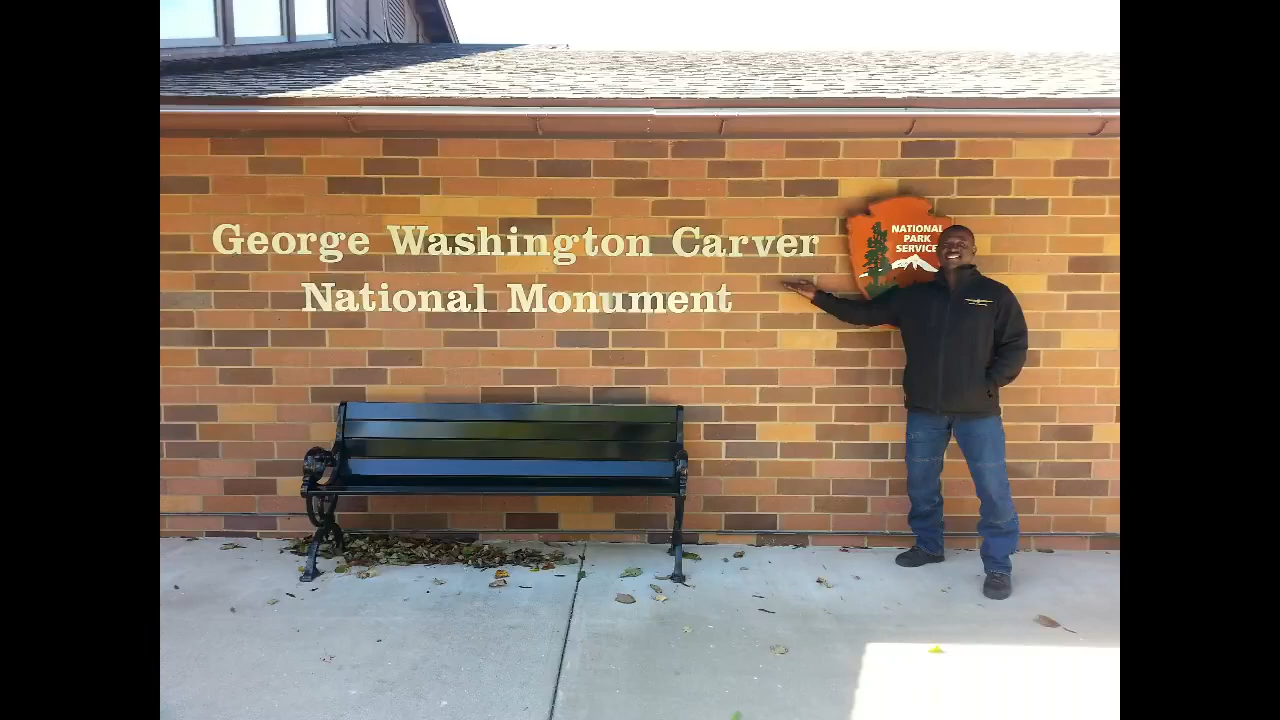 George Washington Carver
National Monument
NATIONAL
PARK
SERVICE